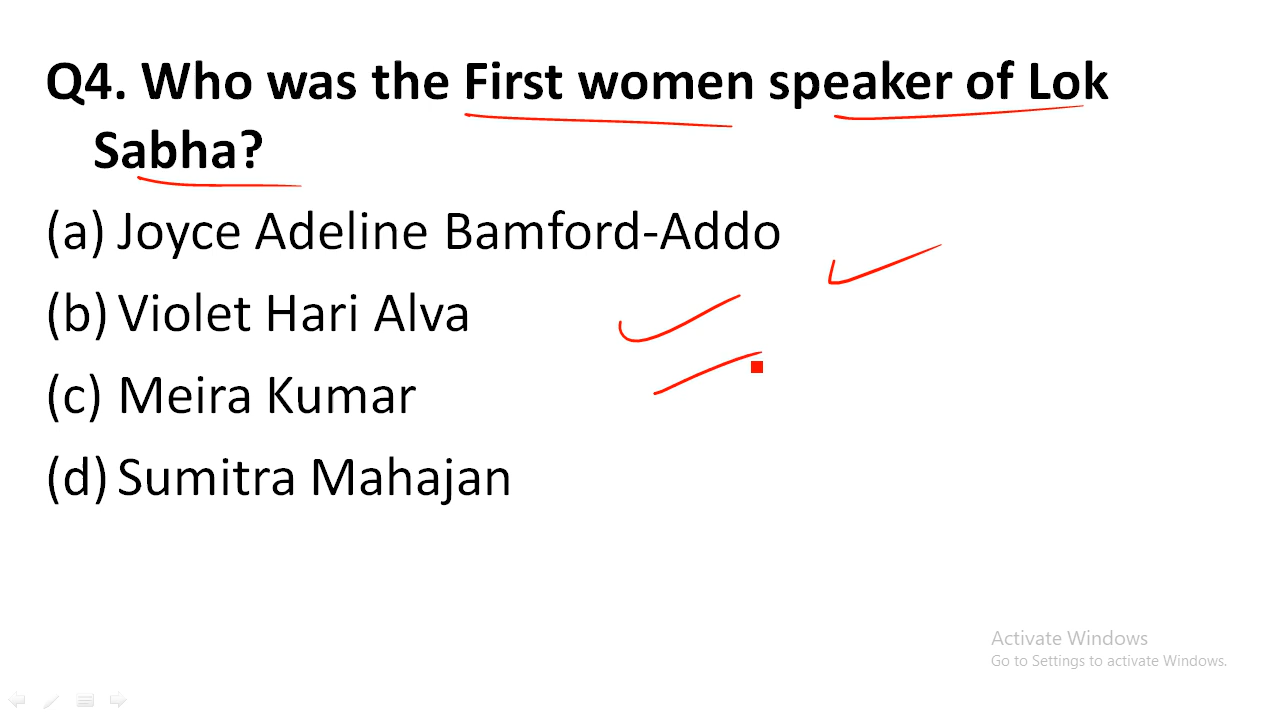 Q4. Who was the First women speaker of Lok
Sabha?
(a) Joyce Adeline Bamford-Addo
(b) Violet Hari Alva
(c) Meira Kumar
(d) Sumitra Mahajan
Activate Windows
Go to Settings to activate Windows.